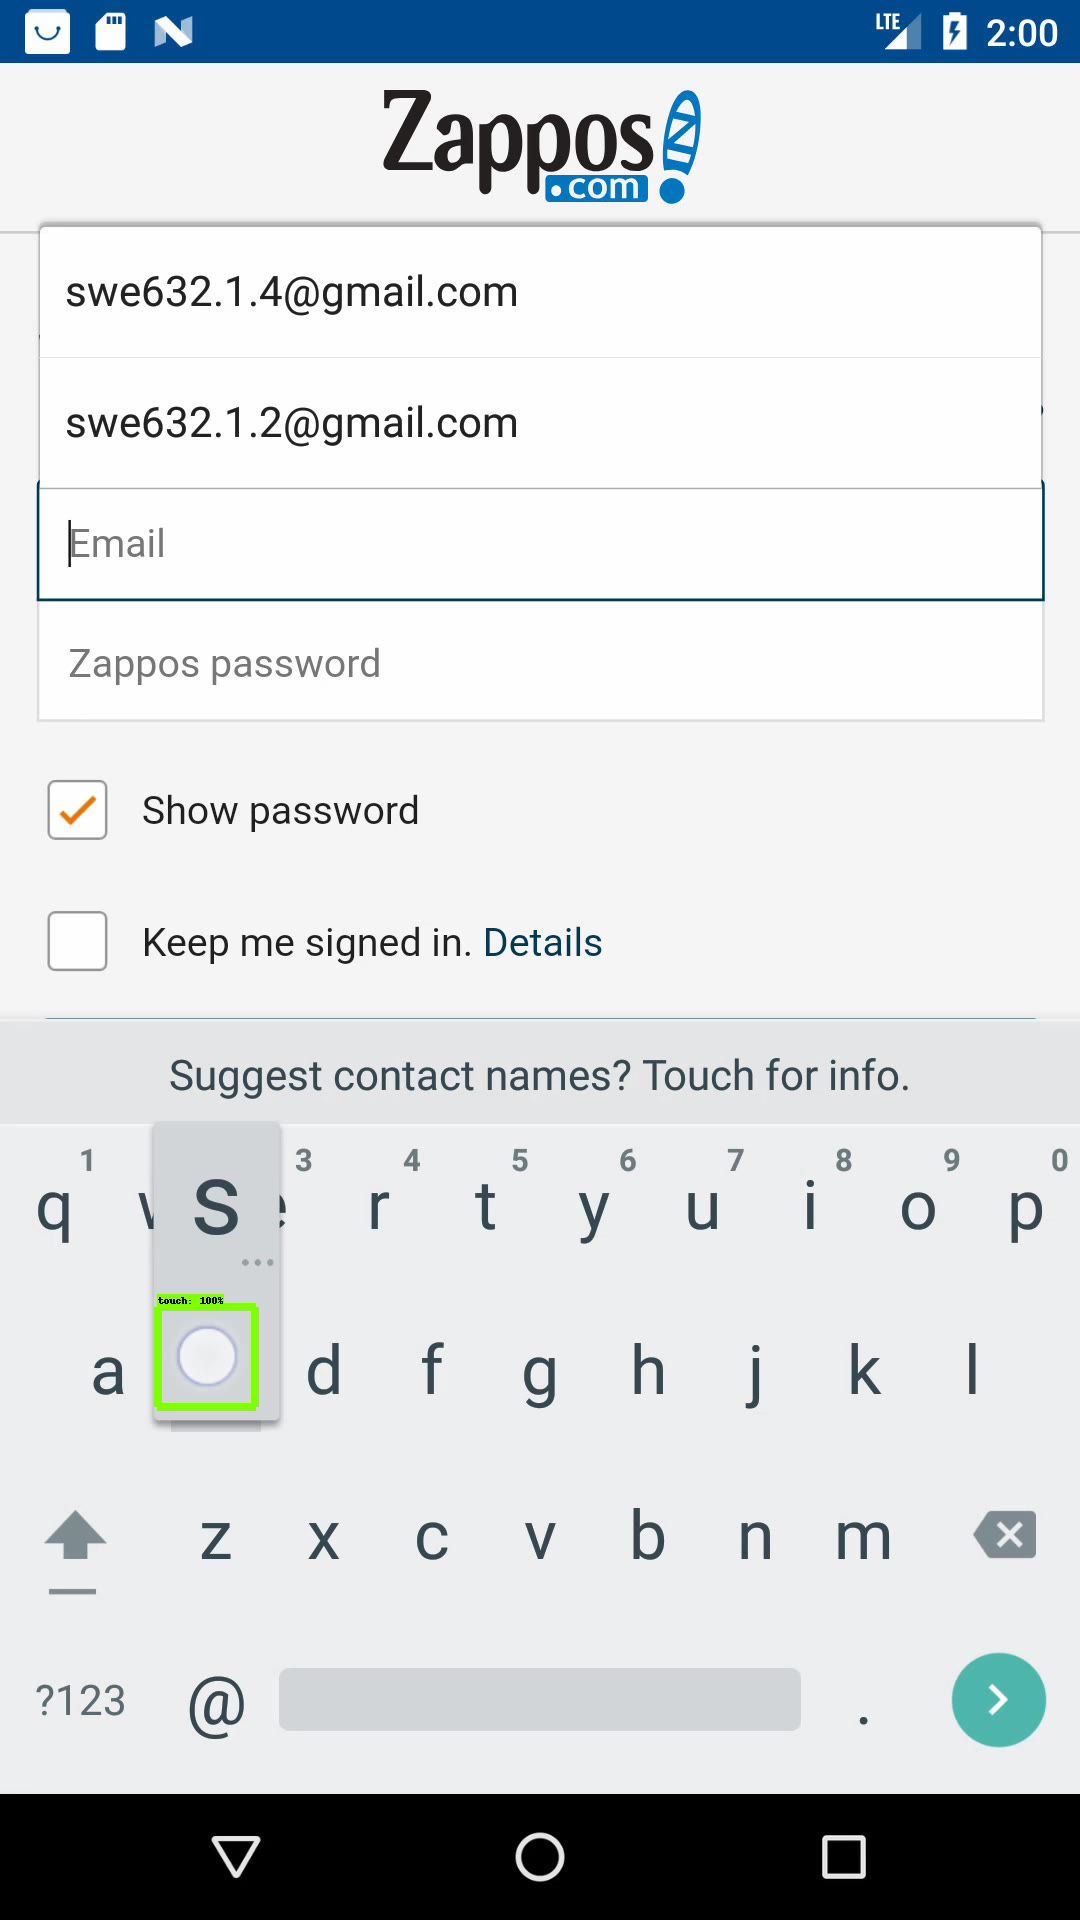 LTE 2:00
Zappos
.com
swe632.1.4@gmail.com
swe632.1.2@gmail.com
Email
Zappos password
Show password
Keep me signed in. Details
Suggest contact names? Touch for info.
1 3 4 5 6 7 8 9 0
q w s e r t y u i o p
touch: 100%
a d f g h j k l
z x c v b n m
?123 @ .